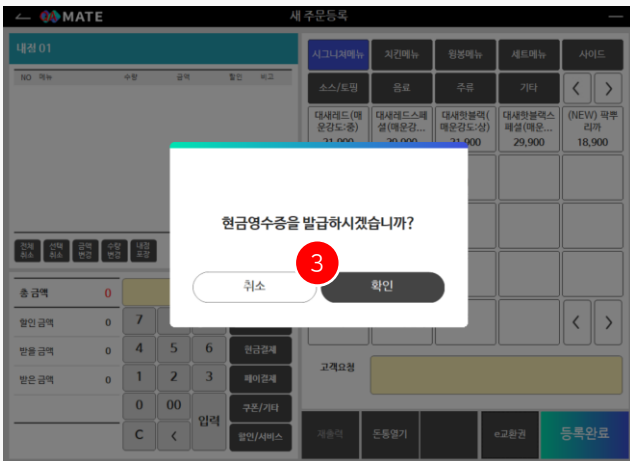 MATE
새 주문등록
내점 01
NO 메뉴 수량 금액 할인 비고
시그니처메뉴 치킨메뉴 윙봉메뉴 세트메뉴 사이드
소스/토핑 음료 주류 기타
대새레드(매운강도:중) 대새레드스페셜(매운강... 대새핫블랙(매운강도:상) 대새핫블랙스페셜(매운... (NEW) 콱뿌리까
21,900 29,900 21,900 29,900 18,900
현금영수증을 발급하시겠습니까?
3
취소 확인
전체취소 선택취소 금액변경 수량변경 내점포장
총 금액 0
할인 금액 0 7
받을 금액 0 4 5 6 현금결제
받은 금액 0 1 2 3 페이결제
고객요청
0 00 입력 쿠폰/기타
C 할인/서비스
재출력 돈통열기 e교환권 등록완료